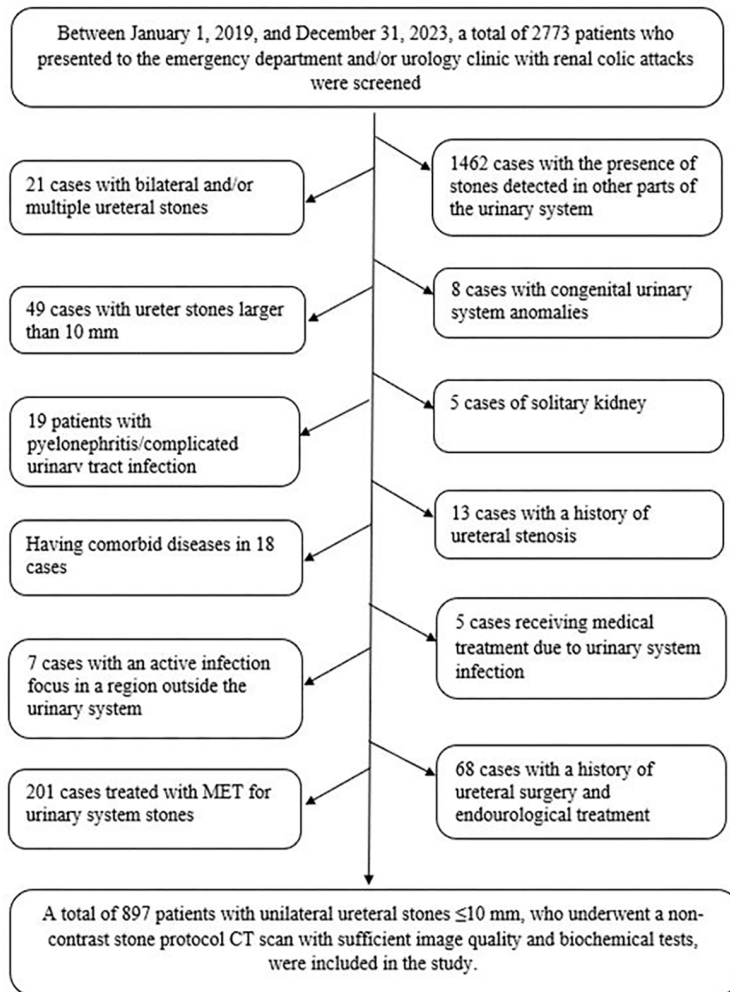 Between January 1, 2019, and December 31, 2023, a total of 2773 patients who
presented to the emergency department and/or urology clinic with renal colic attacks
were screened
1462 cases with the presence of
stones detected in other parts of
the urinary system
21 cases with bilateral and/or
multiple ureteral stones
8 cases with congenital urinary
system anomalies
49 cases with ureter stones larger
than 10 mm
5 cases of solitary kidney
19 patients with
pyelonephritis/complicated
urinary tract infection
13 cases with a history of
ureteral stenosis
Having comorbid diseases in 18
cases
5 cases receiving medical
treatment due to urinary system
infection
7 cases with an active infection
focus in a region outside the
urinary system
68 cases with a history of
ureteral surgery and
endourological treatment
201 cases treated with MET for
urinary system stones
A total of 897 patients with unilateral ureteral stones ≤10 mm, who underwent a non-
contrast stone protocol CT scan with sufficient image quality and biochemical tests,
were included in the study.